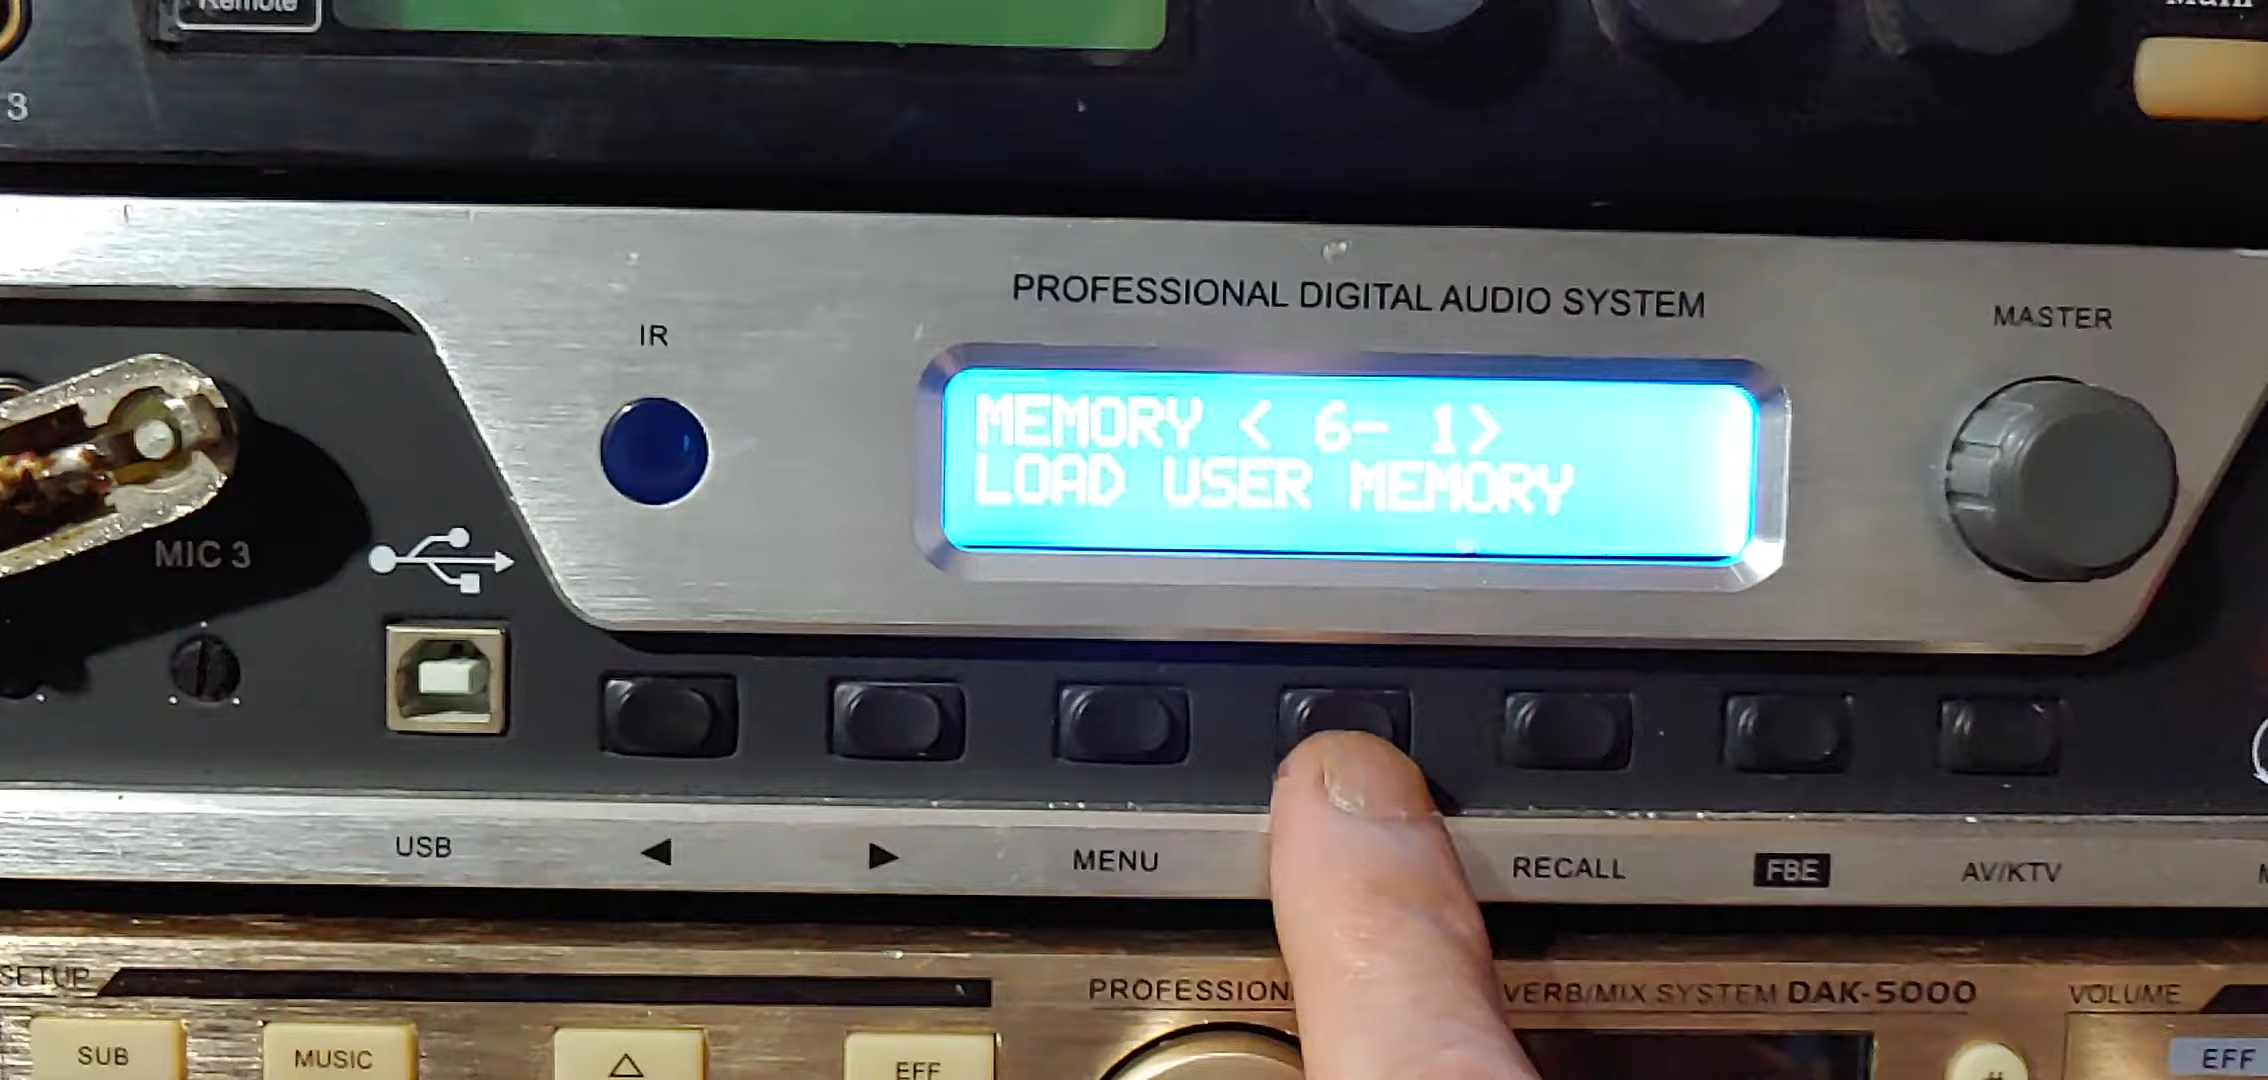 Remote
3
PROFESSIONAL DIGITAL AUDIO SYSTEM
IR
MASTER
MEMORY < 6- 1>
LOAD USER MEMORY
MIC 3
USB
◀
▶
MENU
RECALL
FBE
AV/KTV
SETUP
PROFESSION
VERB/MIX SYSTEM DAK-5000
VOLUME
SUB
MUSIC
△
EFF
EFF